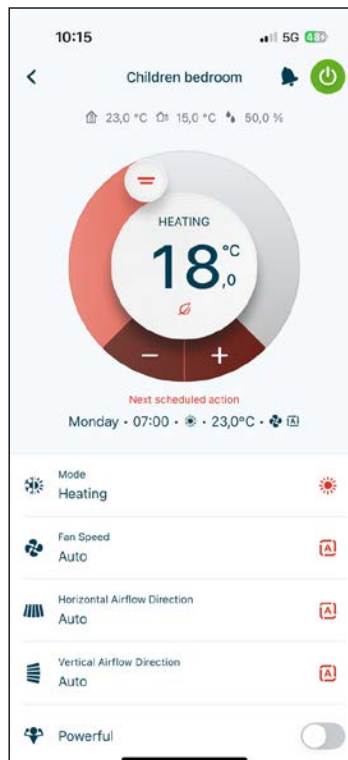 10:15 5G 48
Children bedroom
23,0 °C 15,0 °C 50,0 %
HEATING
18,0 °C
− +
Next scheduled action
Monday • 07:00 • 23,0°C • A
Mode
Heating
Fan Speed
Auto A
Horizontal Airflow Direction
Auto A
Vertical Airflow Direction
Auto A
Powerful